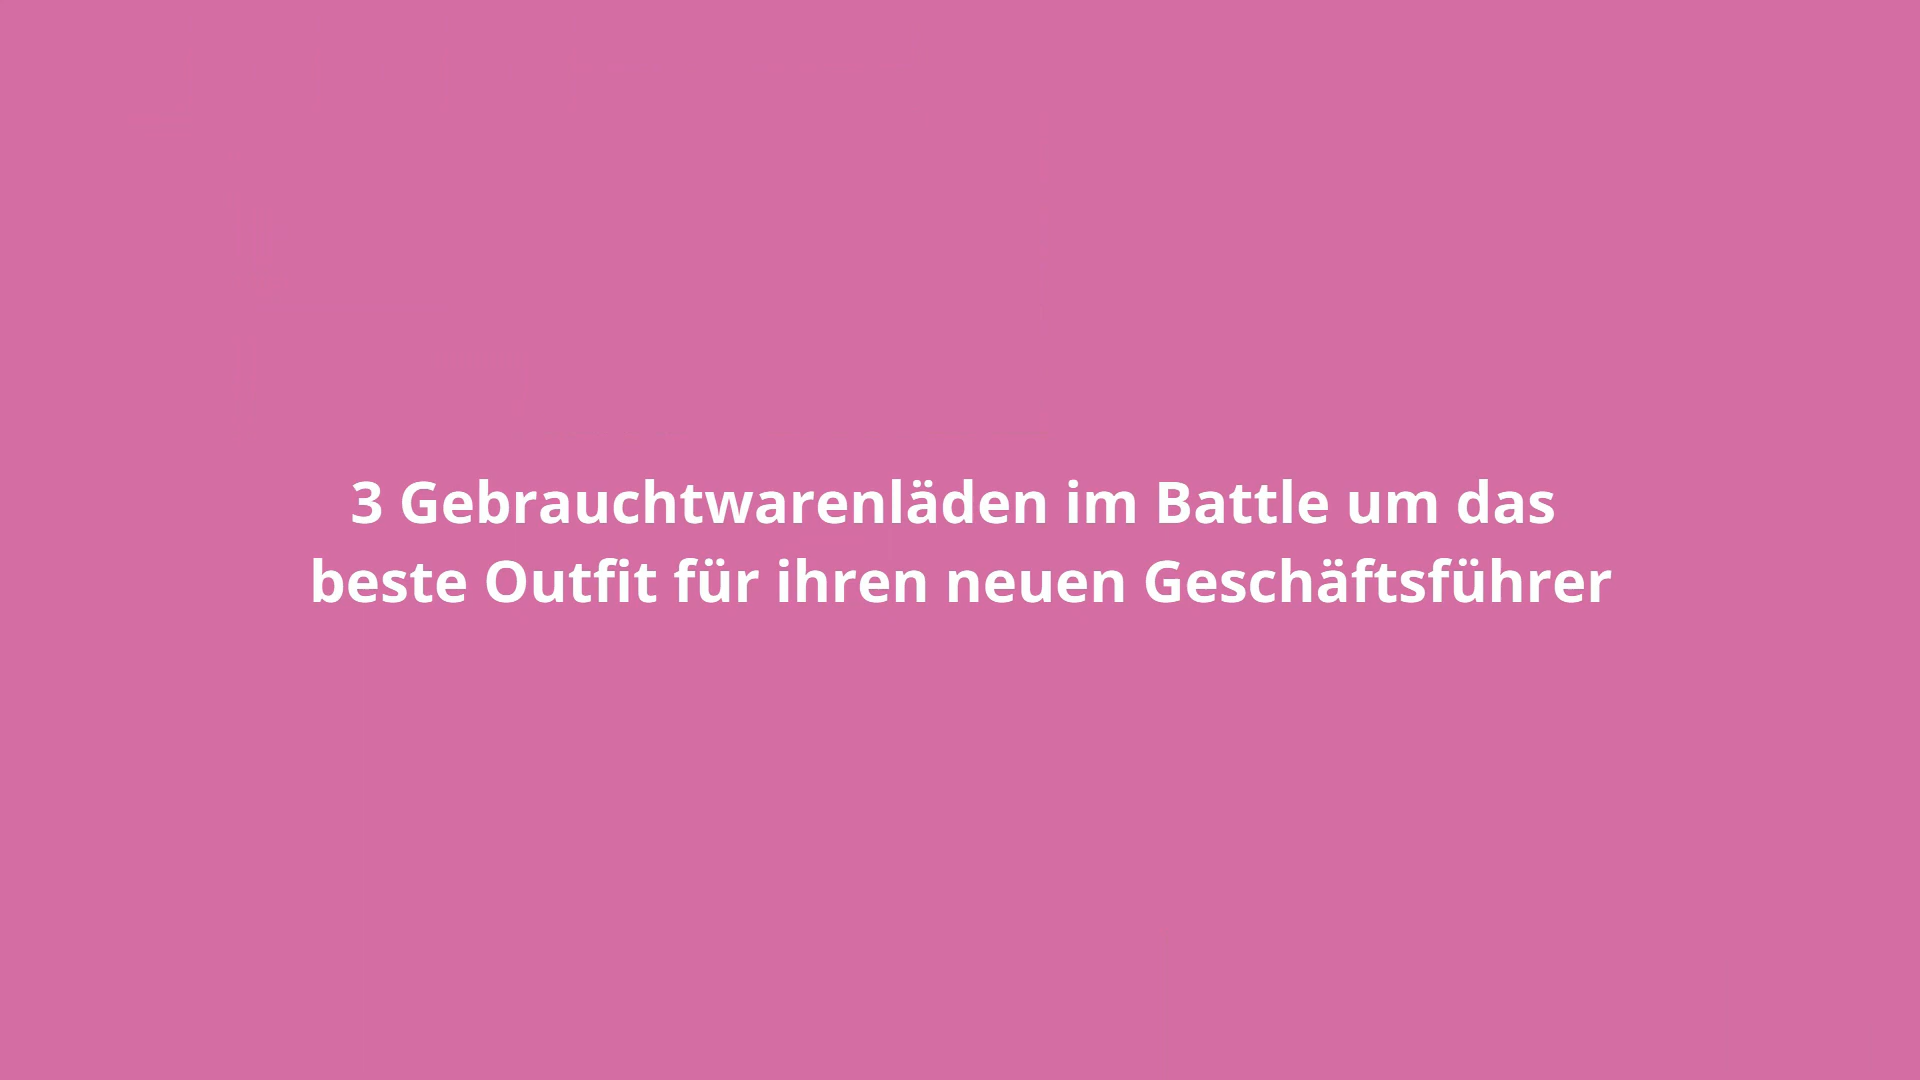 3 Gebrauchtwarenläden im Battle um das
beste Outfit für ihren neuen Geschäftsführer